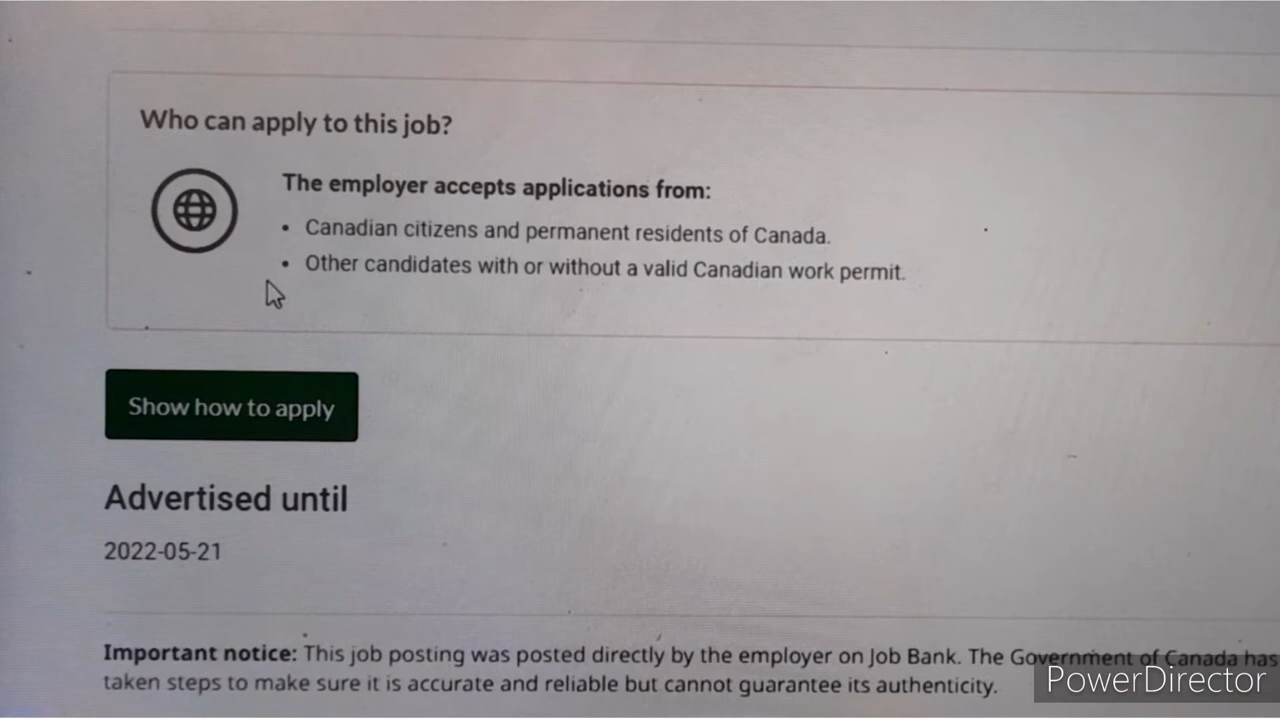 Who can apply to this job?
The employer accepts applications from:
• Canadian citizens and permanent residents of Canada.
• Other candidates with or without a valid Canadian work permit.
Show how to apply
Advertised until
2022-05-21
Important notice: This job posting was posted directly by the employer on Job Bank. The Government of Canada has
taken steps to make sure it is accurate and reliable but cannot guarantee its authenticity.
PowerDirector